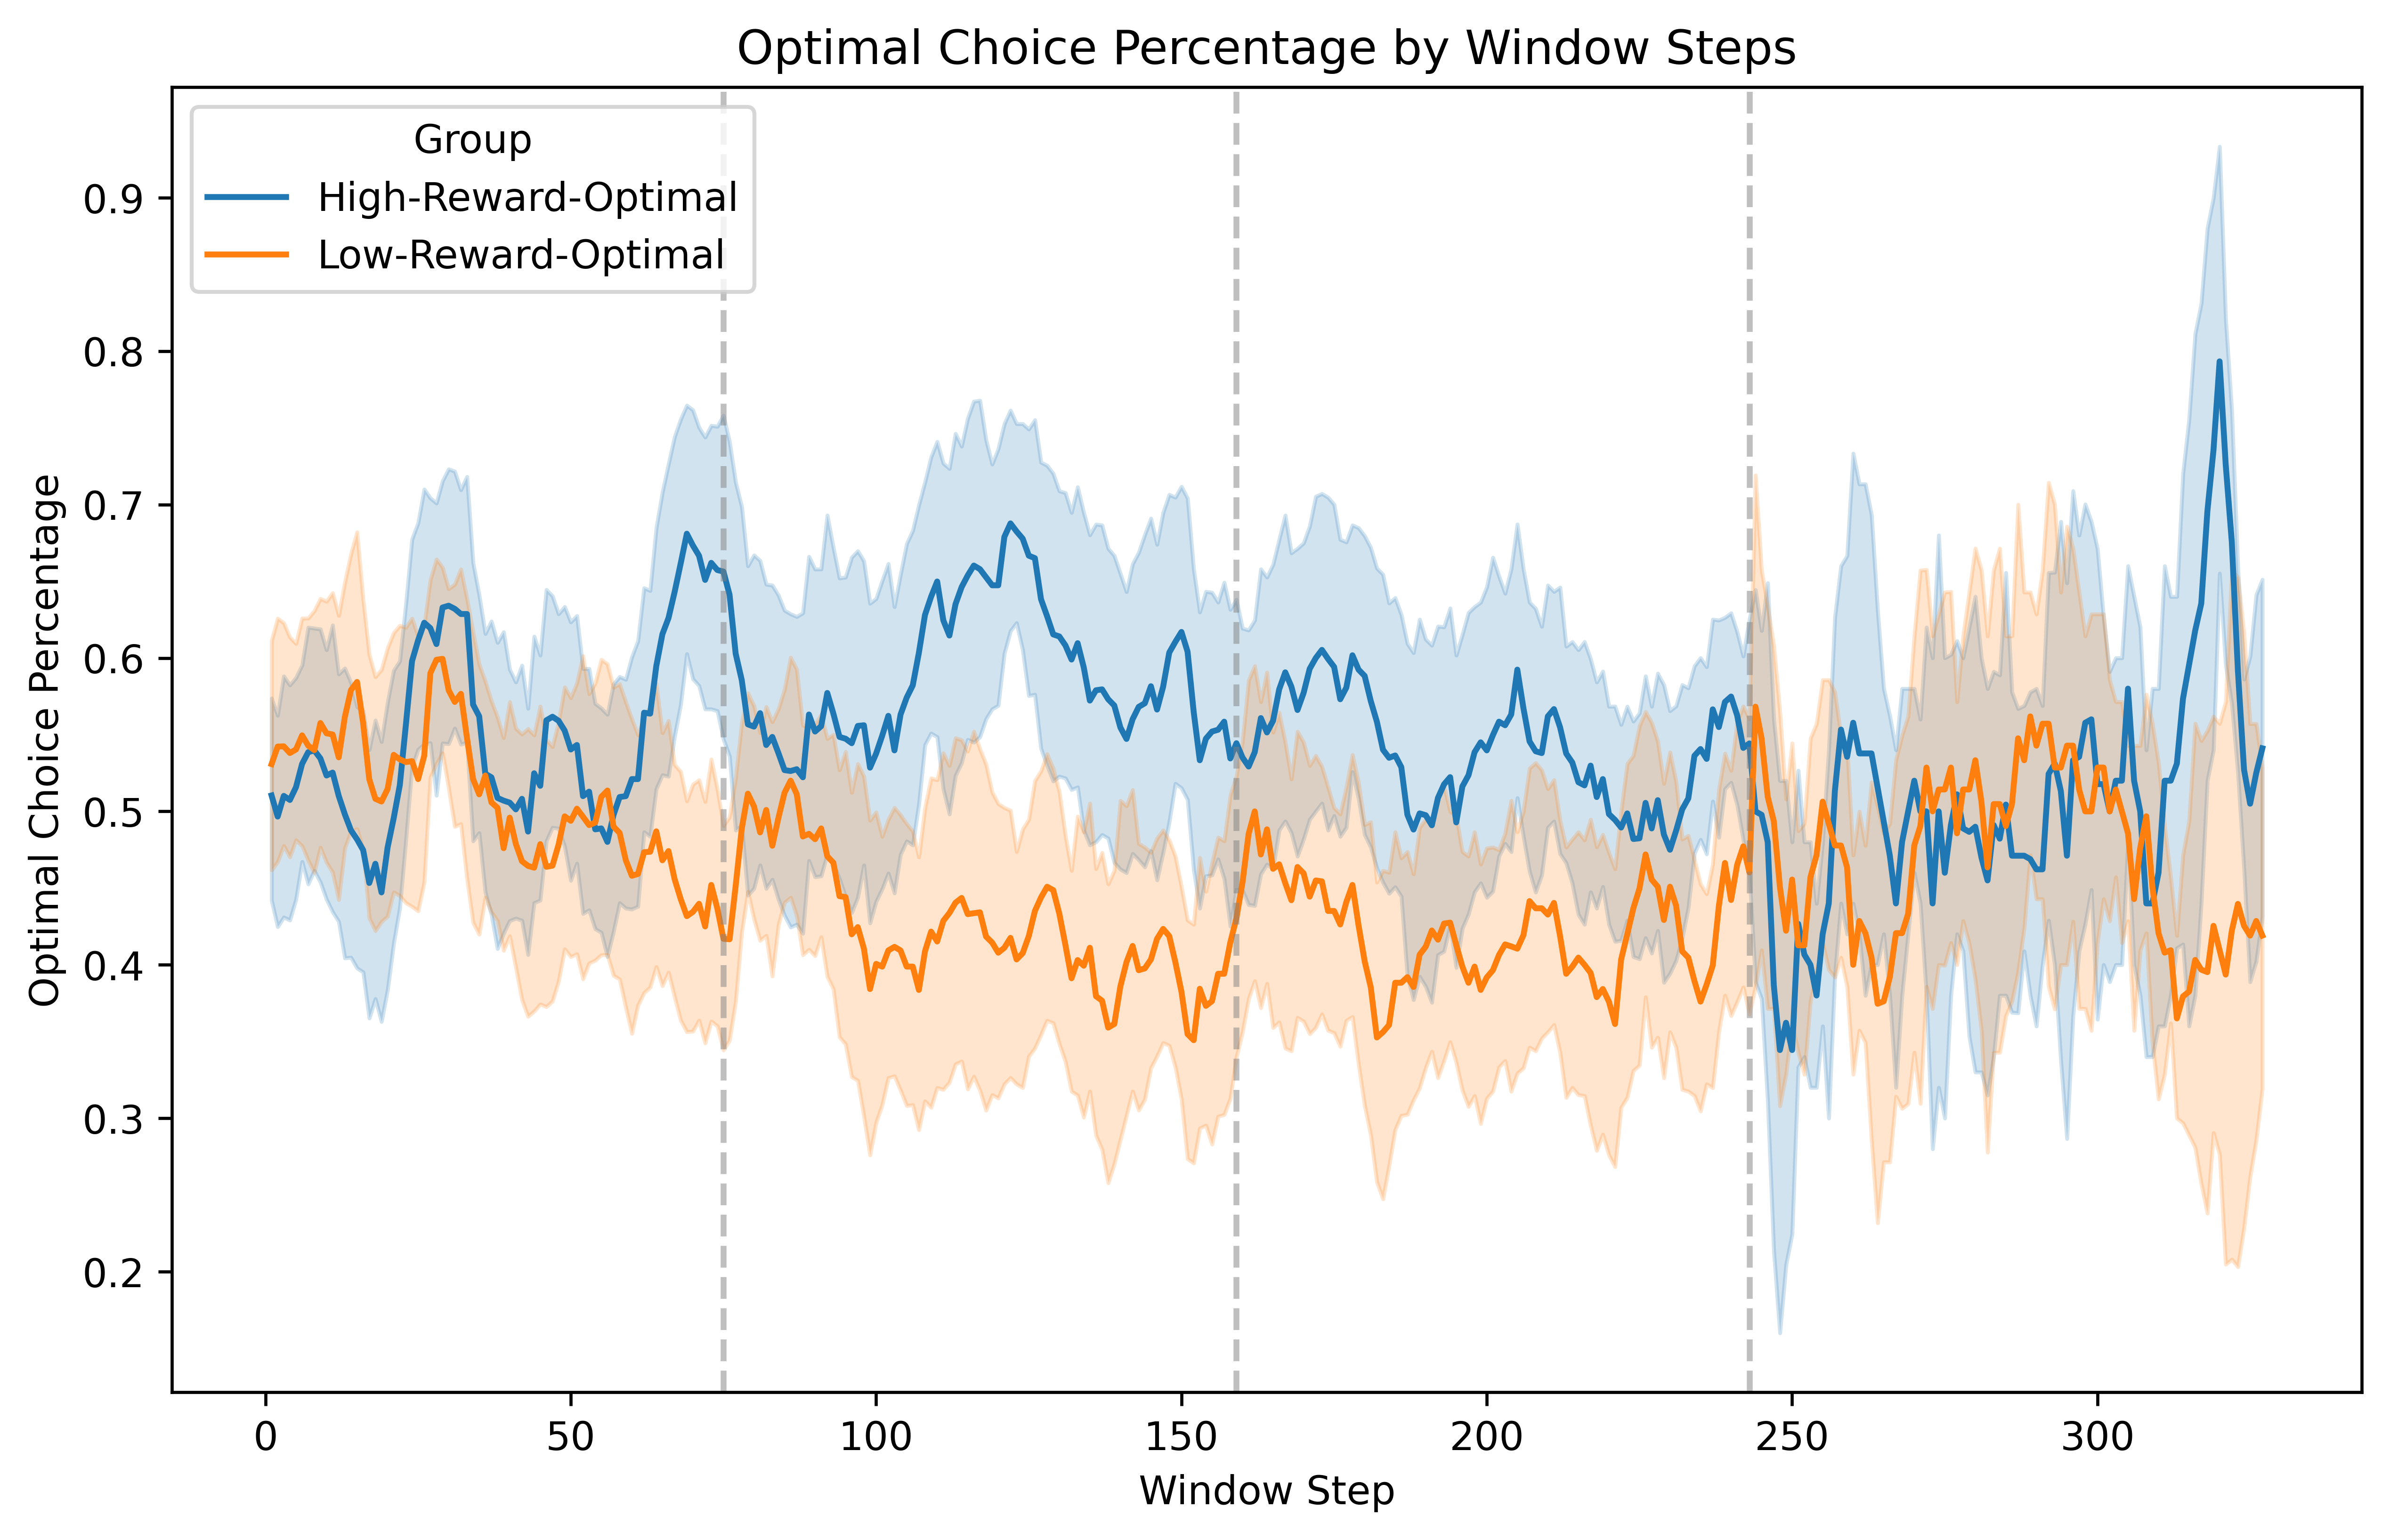 Optimal Choice Percentage by Window Steps
Group
High-Reward-Optimal
Low-Reward-Optimal
Optimal Choice Percentage
0.9
0.8
0.7
0.6
0.5
0.4
0.3
0.2
0 50 100 150 200 250 300
Window Step